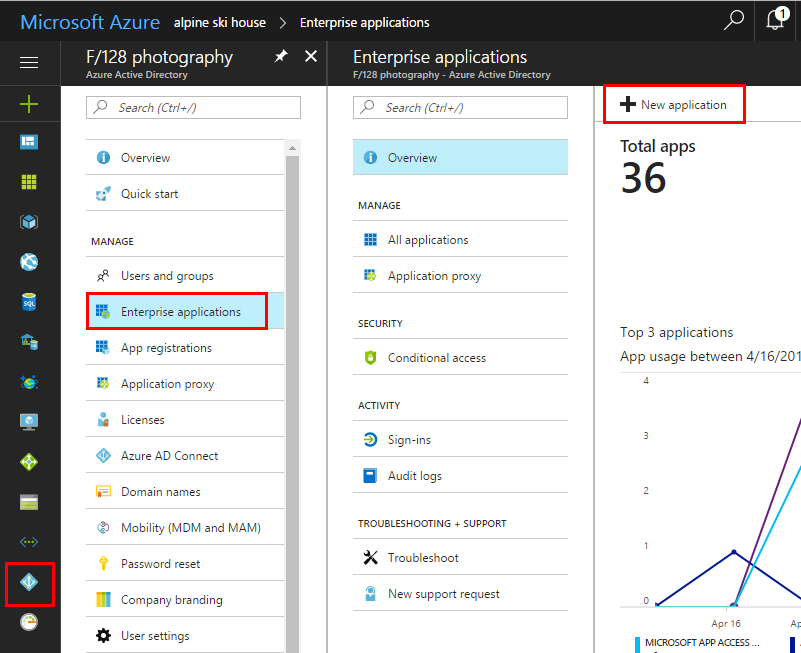 Microsoft Azure alpine ski house > Enterprise applications
1
F/128 photography
Azure Active Directory
Search (Ctrl+/)
Overview
Quick start
MANAGE
Users and groups
Enterprise applications
App registrations
Application proxy
Licenses
Azure AD Connect
Domain names
Mobility (MDM and MAM)
Password reset
Company branding
User settings
SQL
Enterprise applications
F/128 photography - Azure Active Directory
Search (Ctrl+/)
Overview
MANAGE
All applications
Application proxy
SECURITY
Conditional access
ACTIVITY
Sign-ins
Audit logs
TROUBLESHOOTING + SUPPORT
Troubleshoot
New support request
New application
Total apps
36
Top 3 applications
App usage between 4/16/201
4
3
2
1
0
Apr 16
Ap
MICROSOFT APP ACCESS ...